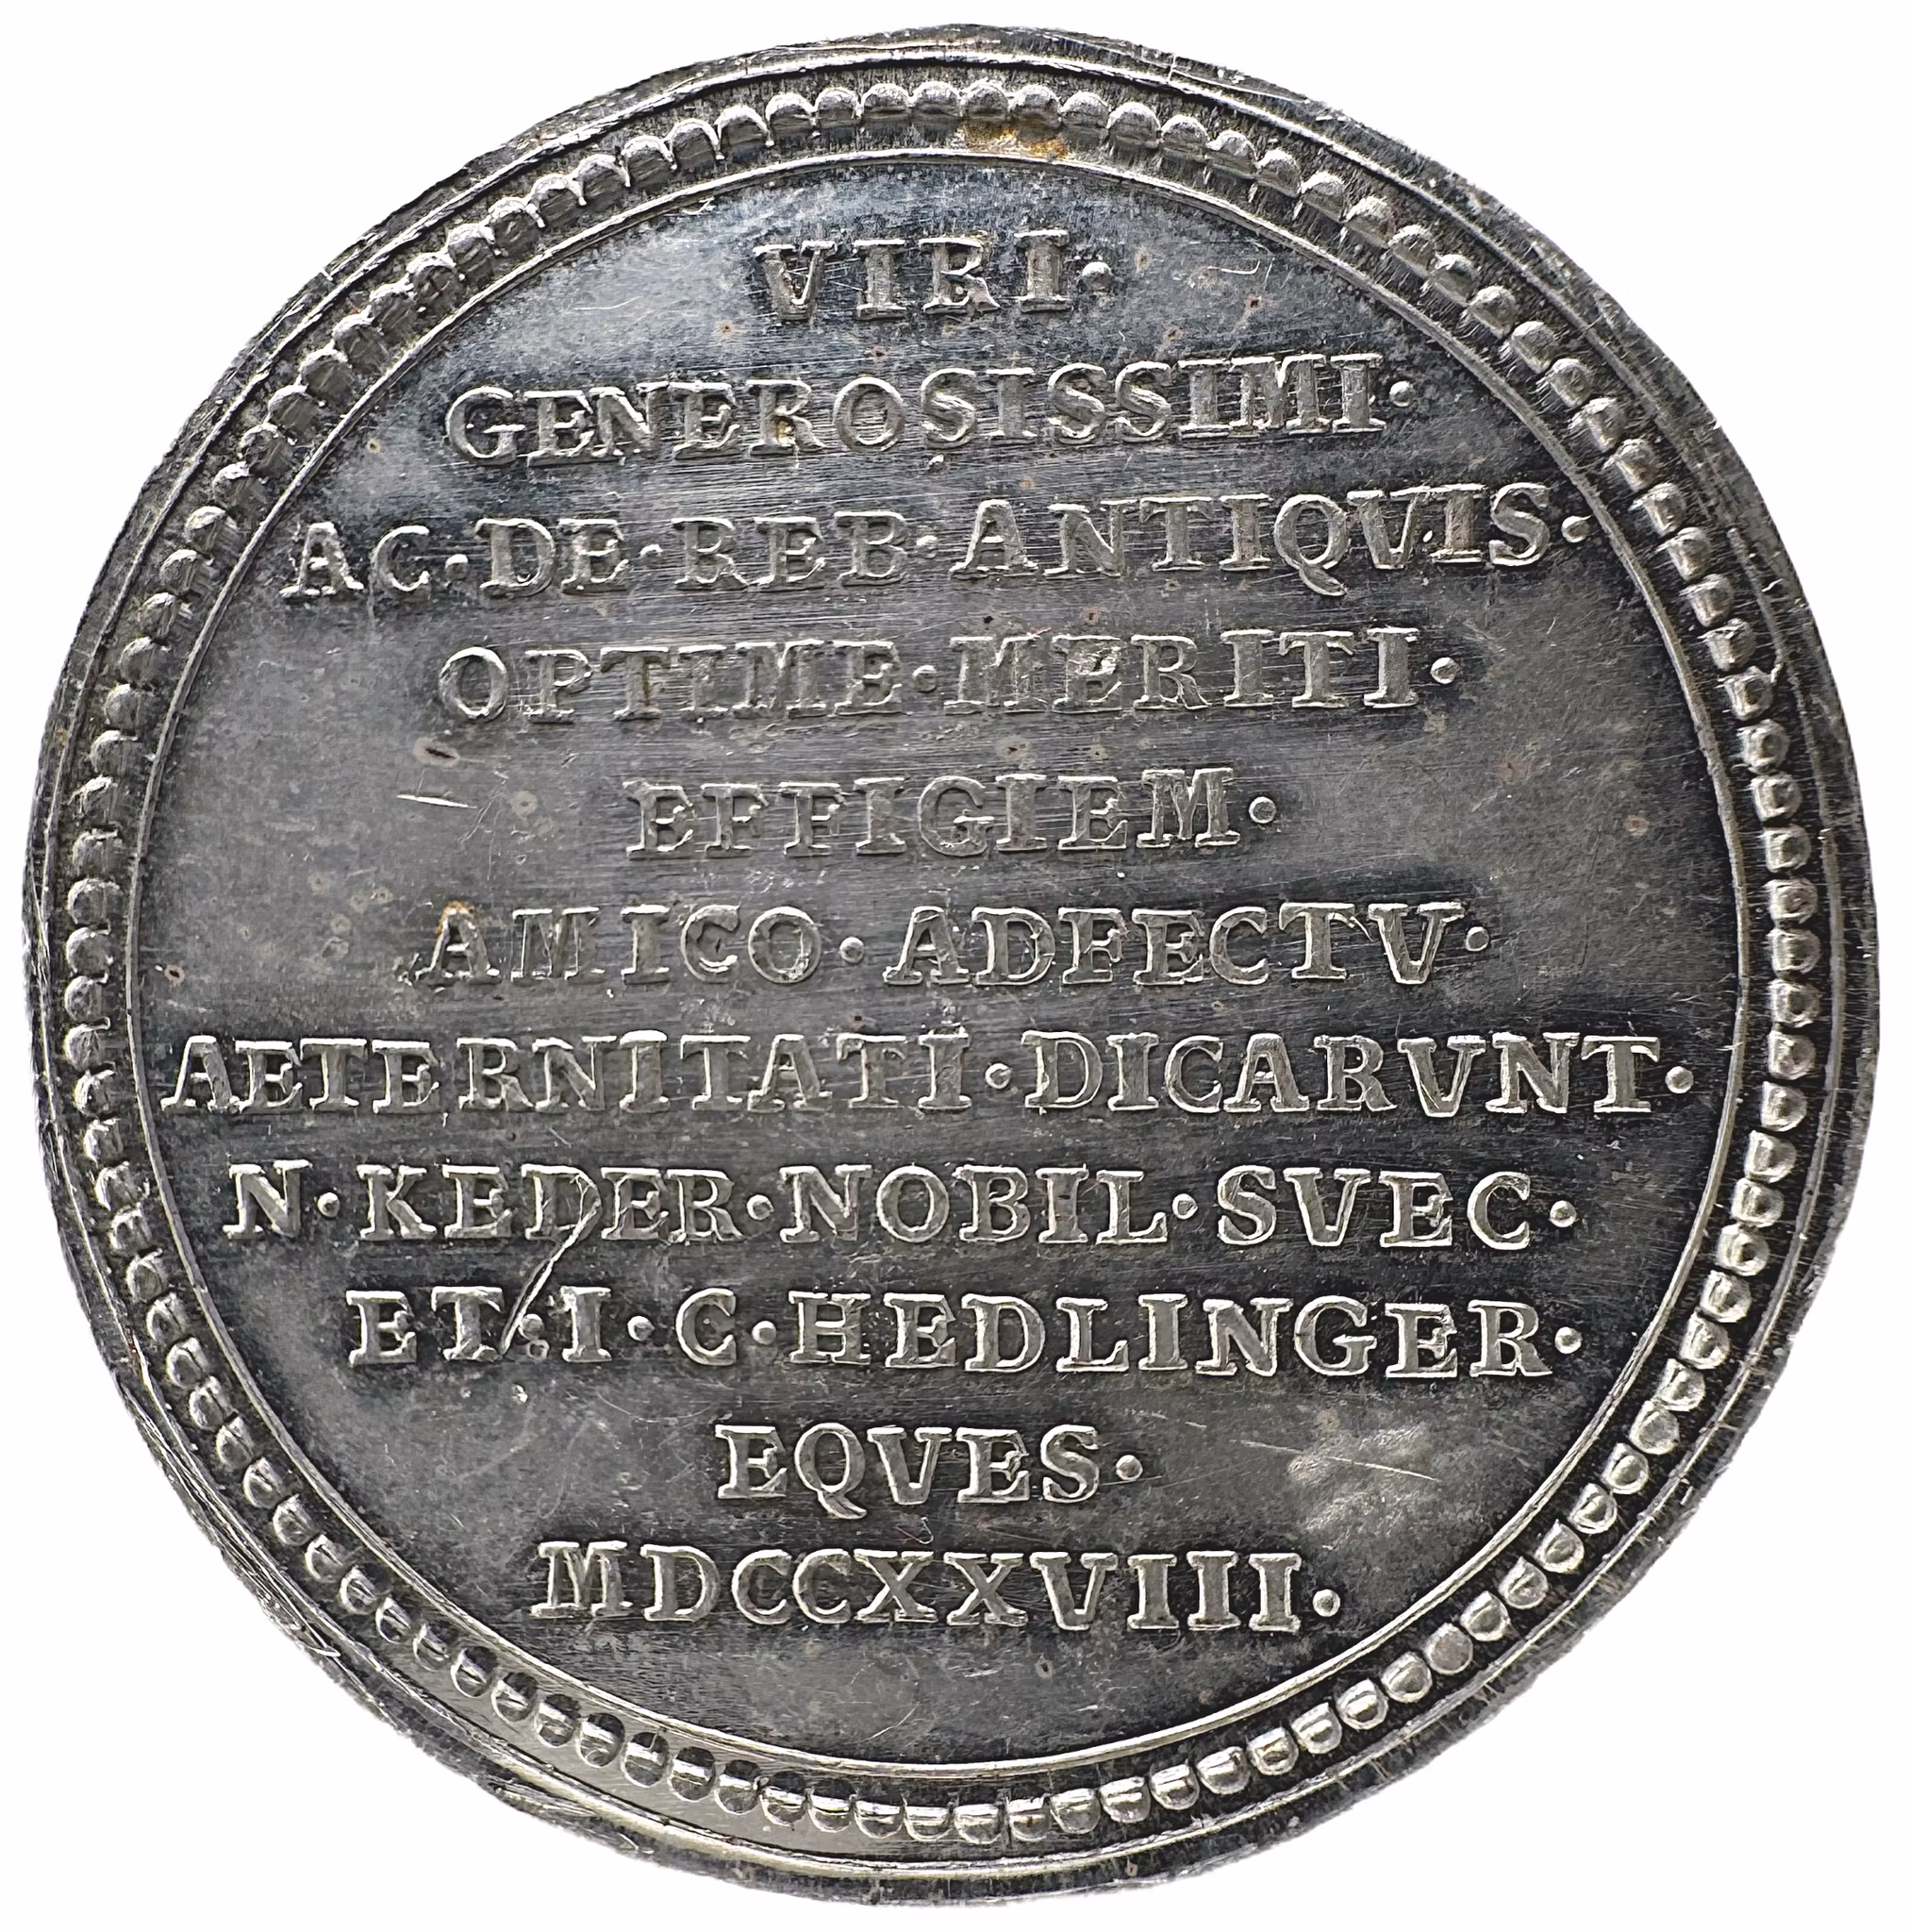 VIRI·
GENEROSISSIMI·
AC·DE·REB·ANTIQVIS·
OPTIME·MERITI·
EFFIGIEM·
AMICO·ADFECTV·
AETERNITATI·DICARVNT·
N·KEDER·NOBIL·SVEC·
ET·I·C·HEDLINGER·
EQVES·
MDCCXXVIII·